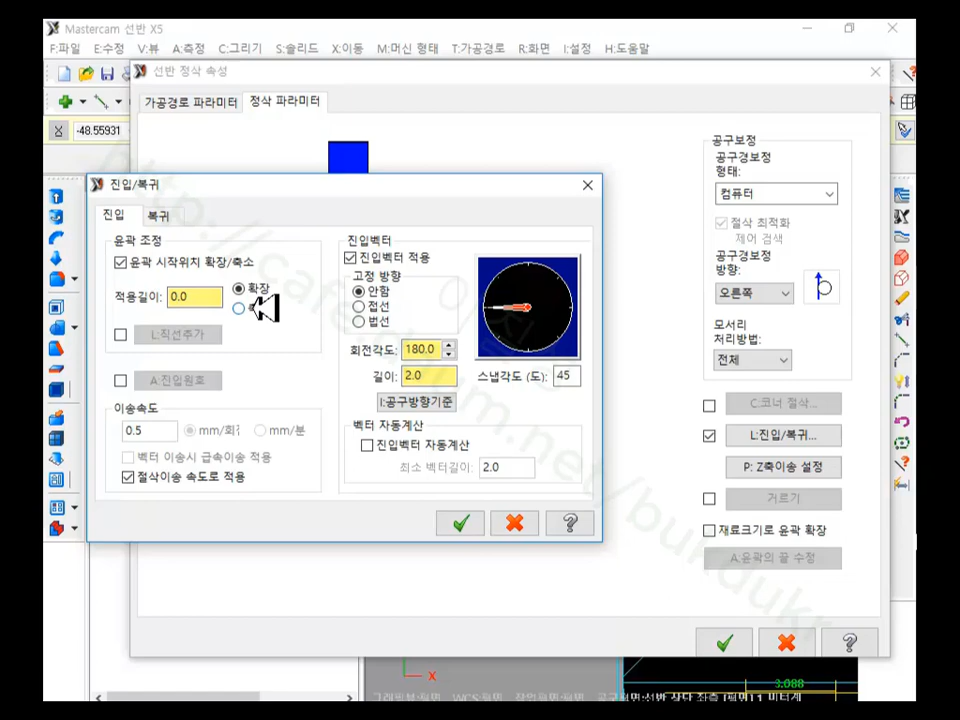 Mastercam 선반 X5
F:파일 E:수정 V:뷰 A:측정 C:그리기 S:솔리드 X:이동 M:머신 형태 T:가공경로 R:화면 I:설정 H:도움말
선반 정삭 속성
가공경로 파라미터 정삭 파라미터
-48.55931
공구보정
공구경보정
형태:
컴퓨터
절삭 최적화
제어 검색
공구경보정
방향:
오른쪽
모서리
처리방법:
전체
C:코너 절삭...
L:진입/복귀...
P: Z축이송 설정
거르기
재료크기로 윤곽 확장
A:윤곽의 끝 수정
진입/복귀
진입 복귀
윤곽 조정
윤곽 시작위치 확장/축소
적용길이: 0.0
확장
L:직선추가
A:진입원호
이송속도
0.5 mm/회전 mm/분
벡터 이송시 급속이송 적용
절삭이송 속도로 적용
진입벡터
진입벡터 적용
고정 방향
안함
접선
법선
회전각도: 180.0
길이: 2.0
스냅각도 (도): 45
I:공구방향기준
벡터 자동계산
진입벡터 자동계산
최소 벡터길이: 2.0
X
3.088